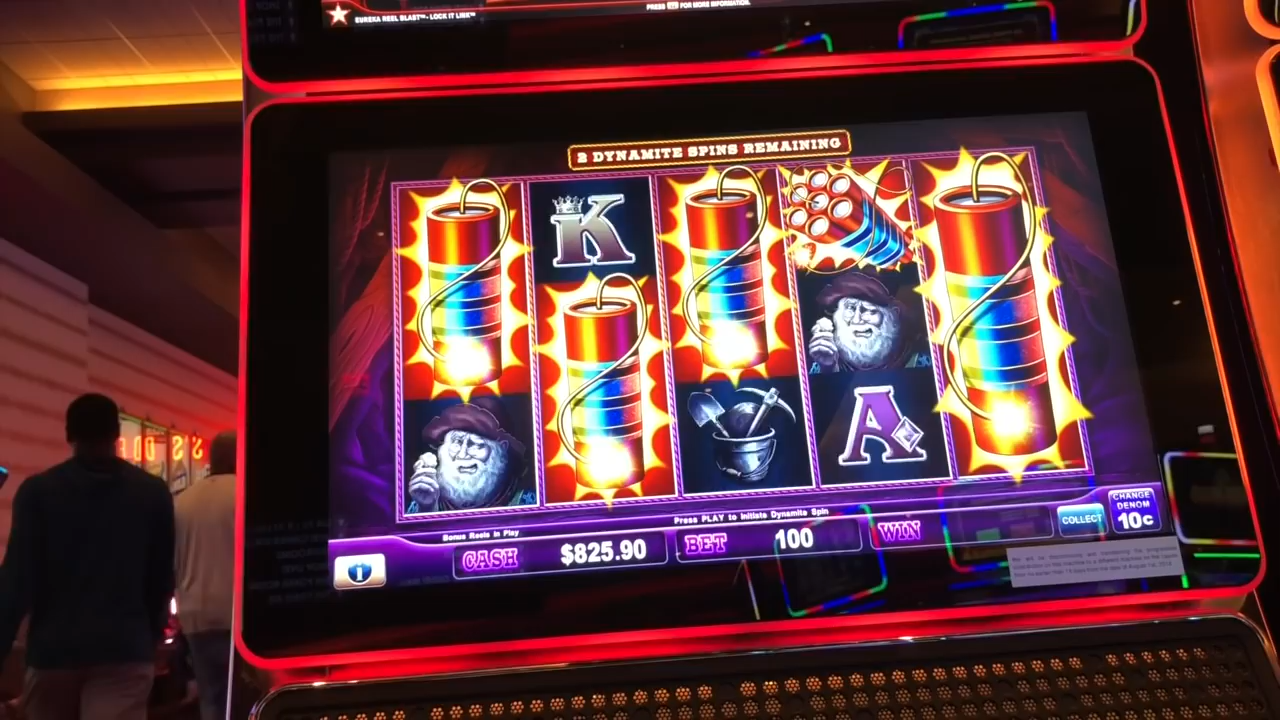 EUREKA REEL BLAST™ - LOCK IT LINK™
PRESS FOR MORE INFORMATION.
2 DYNAMITE SPINS REMAINING
K
A
Bonus Reels in Play
Press PLAY to Initiate Dynamite Spin
CASH $825.90
BET 100
WIN
COLLECT
CHANGE
DENOM
10¢
i